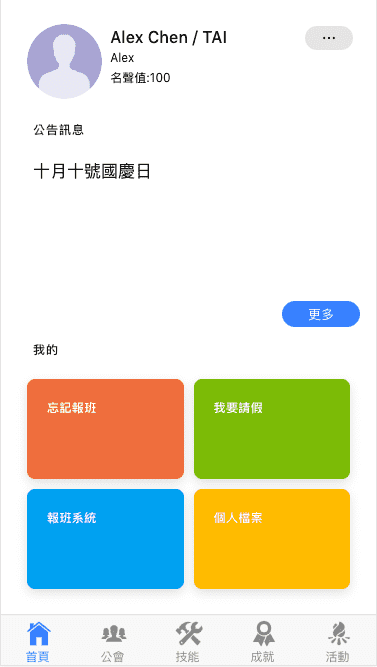 Alex Chen / TAI
Alex
名聲值:100
公告訊息
十月十號國慶日
更多
我的
忘記報班
我要請假
報班系統
個人檔案
首頁
公會
技能
成就
活動